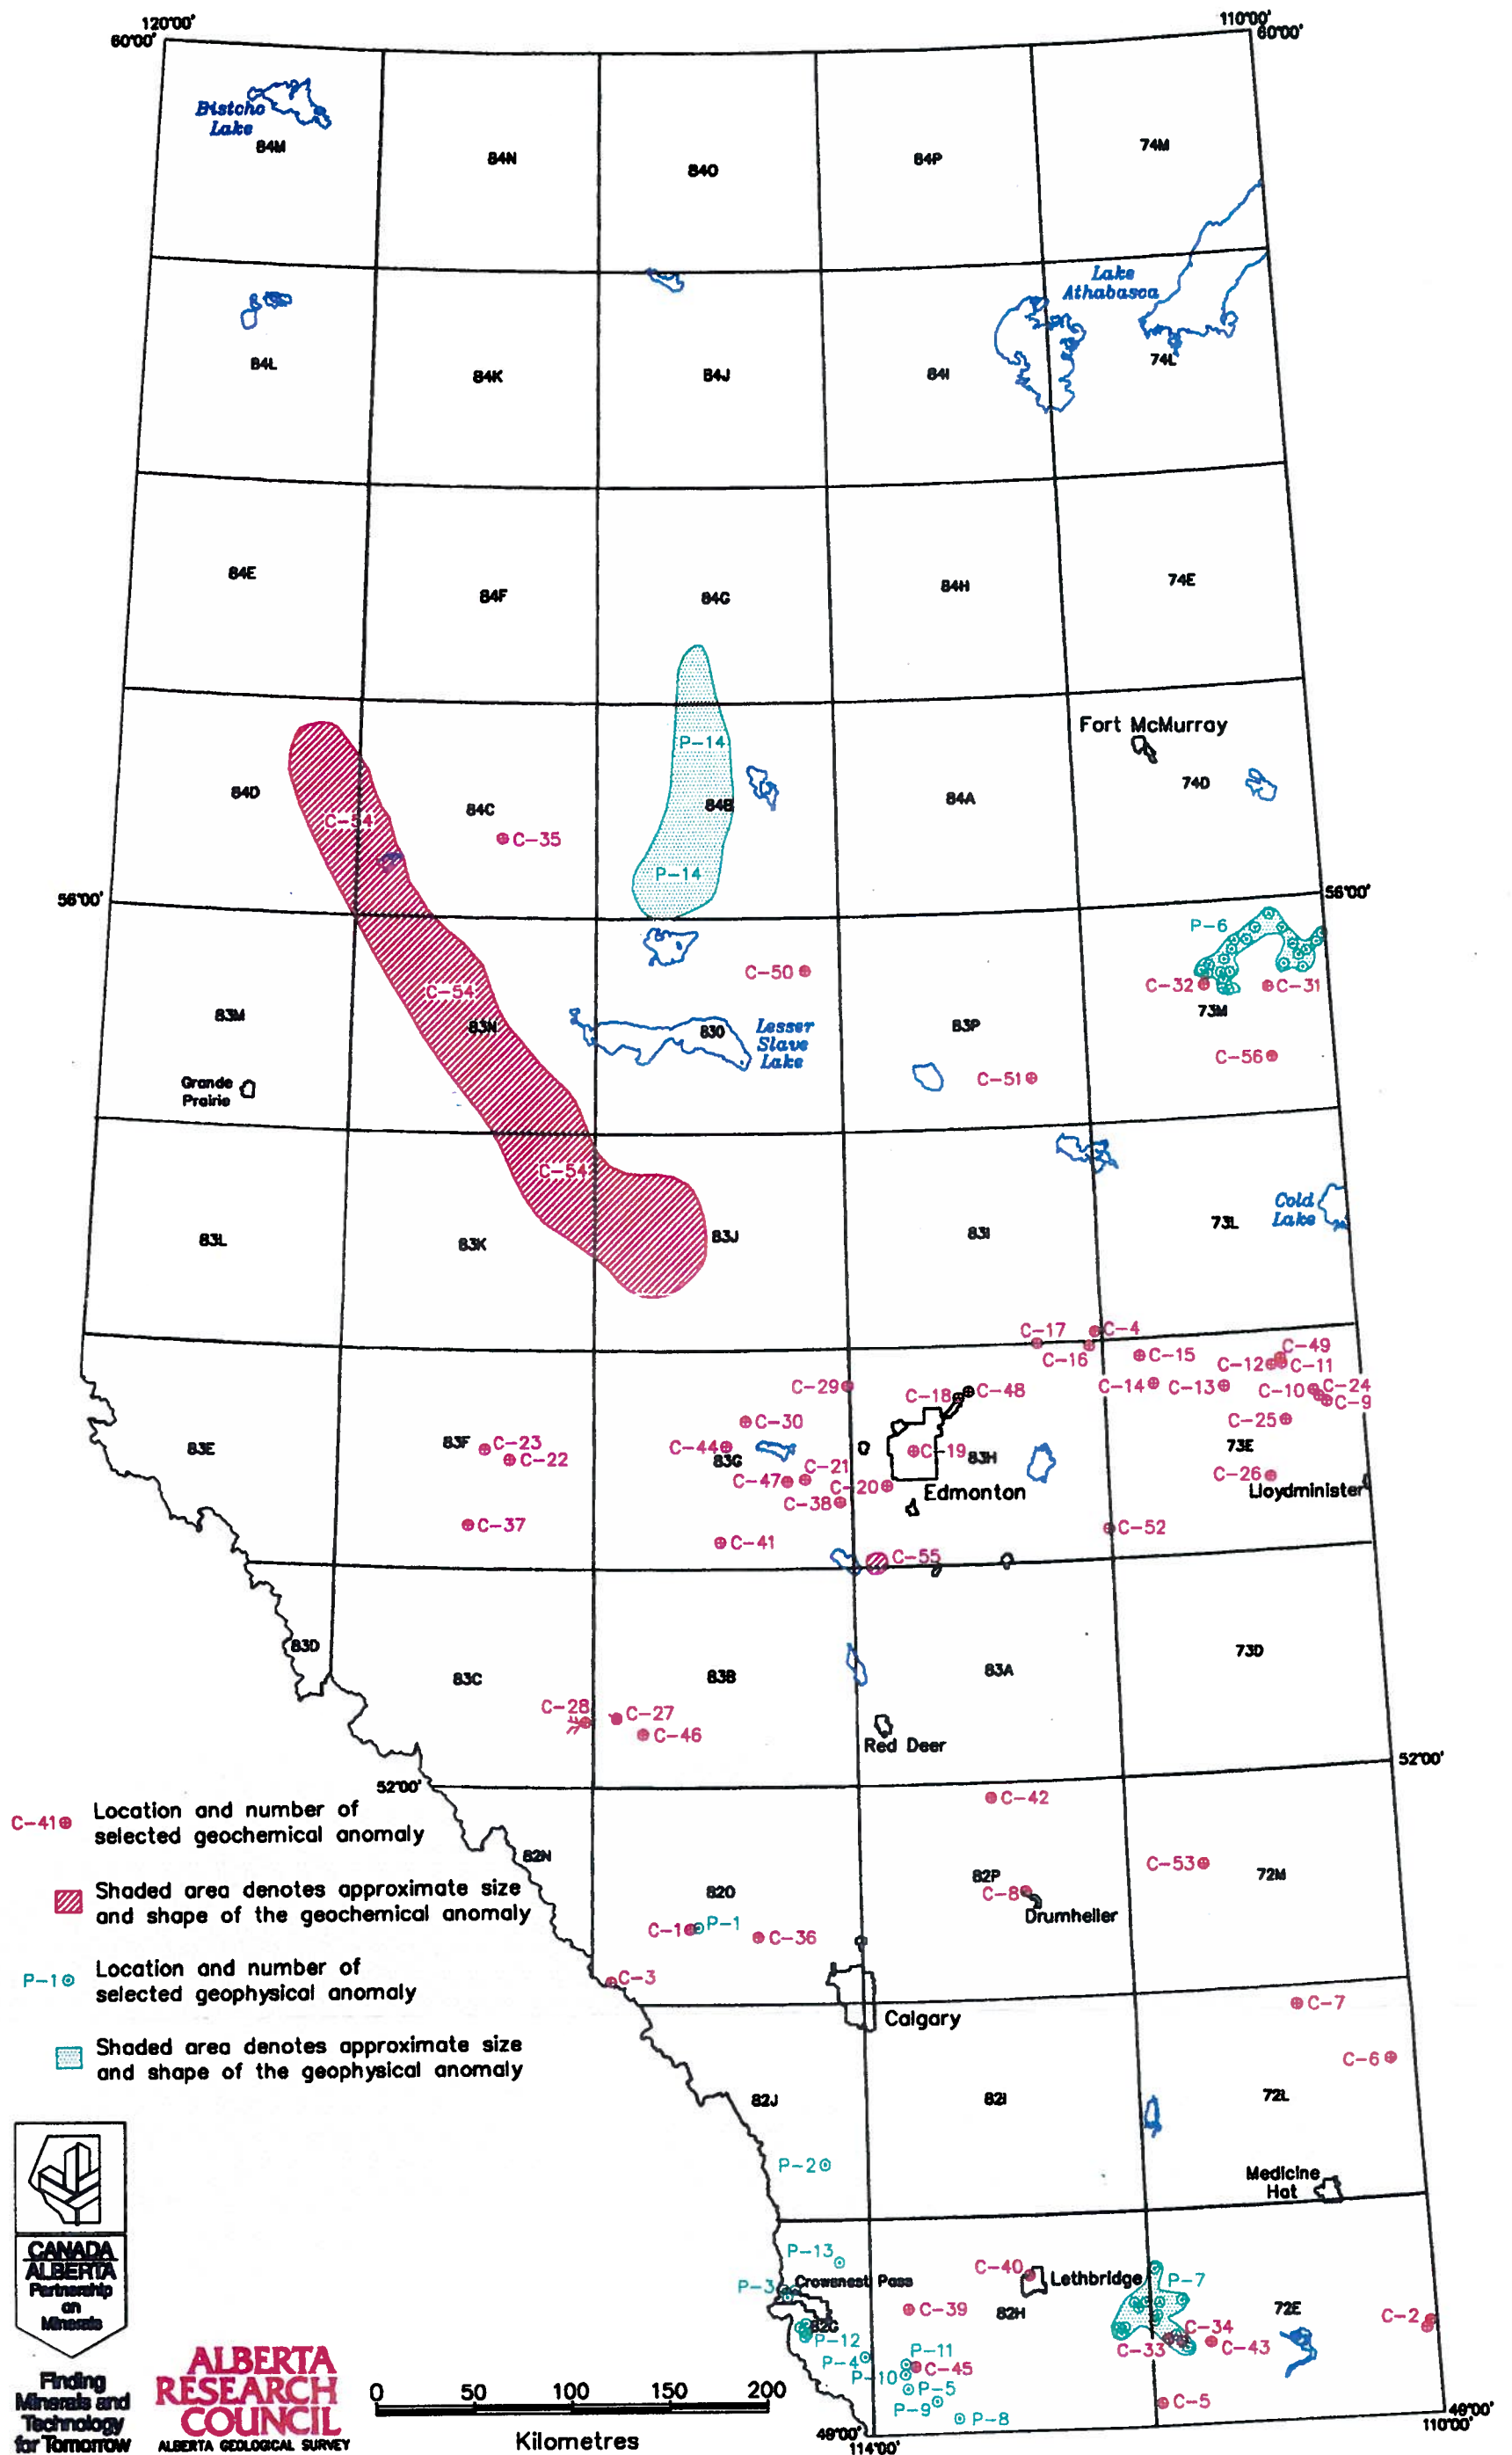 120°00'
60°00'
110°00'
60°00'
Bistcho
Lake
84M
84N
84O
84P
74M
Lake
Athabasca
84L
84K
84J
84I
74L
84E
84F
84G
84H
74E
Fort McMurray
P-14
84D
C-54
84C
C-35
84B
84A
74D
P-14
56°00'
56°00'
P-6
C-50
C-32
C-31
C-54
83M
83N
83O
Lesser
Slave
Lake
83P
73M
C-56
C-51
Grande
Prairie
C-54
Cold
Lake
83L
83K
83J
83I
73L
C-17
C-4
C-16
C-15
C-49
C-12
C-11
C-29
C-18
C-48
C-14
C-13
C-10
C-24
C-9
C-30
C-25
83E
83F
C-23
C-22
C-44
83G
C-19
83H
73E
C-21
C-47
C-20
C-26
C-38
Edmonton
Lloydminister
C-37
C-41
C-52
C-55
83D
83C
83B
83A
73D
C-28
C-27
C-46
Red Deer
52°00'
52°00'
C-42
C-41
Location and number of
selected geochemical anomaly
82N
C-53
82P
72M
C-8
Drumheller
Shaded area denotes approximate size
and shape of the geochemical anomaly
82O
C-1
P-1
C-36
C-3
P-1
Location and number of
selected geophysical anomaly
Calgary
C-7
C-6
Shaded area denotes approximate size
and shape of the geophysical anomaly
82J
82I
72L
P-2
Medicine
Hat
P-13
C-40
Lethbridge
P-7
P-3
Crowsnest Pass
C-39
82H
72E
C-2
82G
P-12
C-34
C-33
C-43
P-4
P-11
C-45
P-10
P-5
P-9
P-8
C-5
CANADA
ALBERTA
Partnership
on
Minerals
Finding
Minerals and
Technology
for Tomorrow
ALBERTA
RESEARCH
COUNCIL
ALBERTA GEOLOGICAL SURVEY
0 50 100 150 200
Kilometres
49°00'
114°00'
49°00'
110°00'